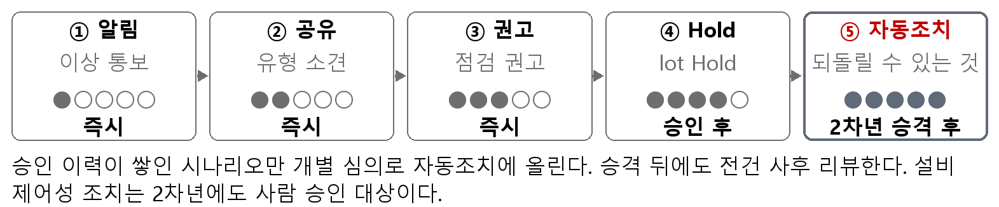 ① 알림
이상 통보
즉시
② 공유
유형 소견
즉시
③ 권고
점검 권고
즉시
④ Hold
lot Hold
승인 후
⑤ 자동조치
되돌릴 수 있는 것
2차년 승격 후
승인 이력이 쌓인 시나리오만 개별 심의로 자동조치에 올린다. 승격 뒤에도 전건 사후 리뷰한다. 설비
제어성 조치는 2차년에도 사람 승인 대상이다.